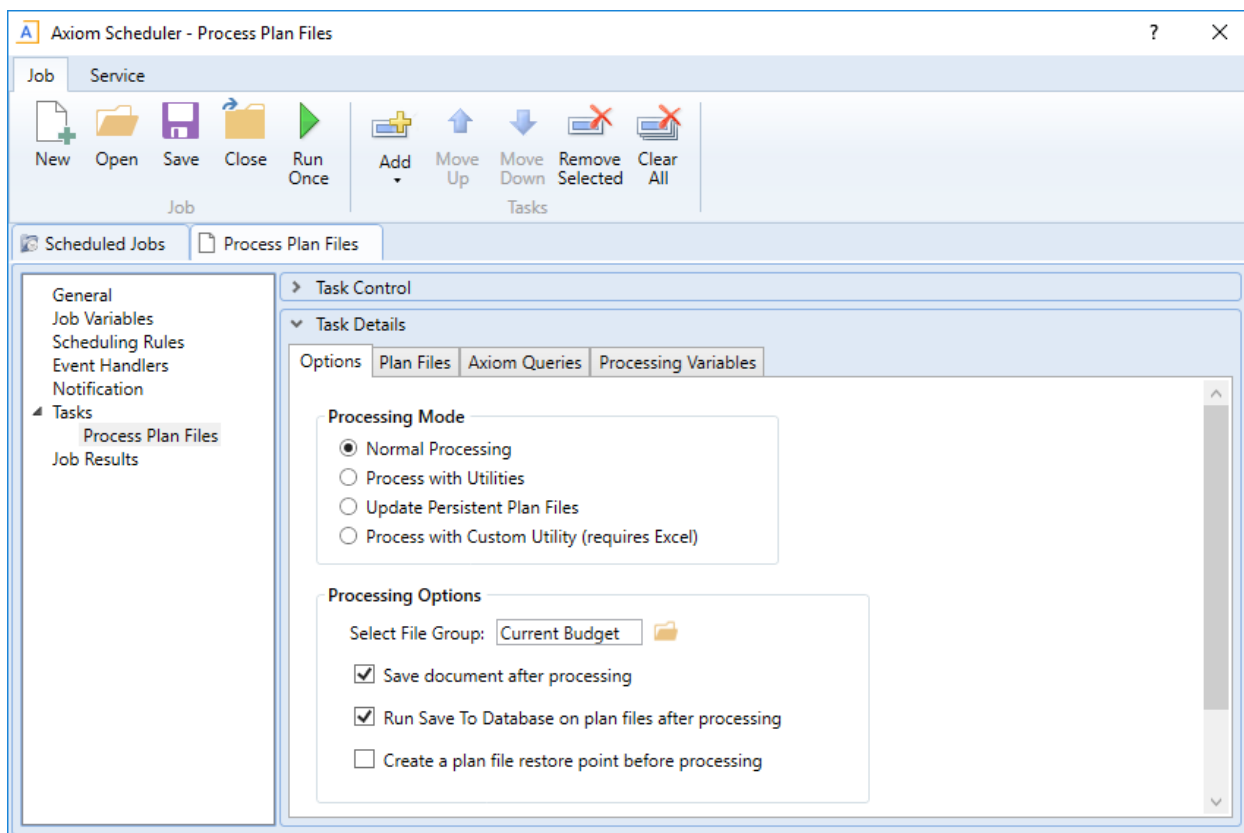 A Axiom Scheduler - Process Plan Files ?
Job Service
New Open Save Close Run Once Add Move Up Move Down Remove Selected Clear All
Job Tasks
Scheduled Jobs Process Plan Files
General
Job Variables
Scheduling Rules
Event Handlers
Notification
Tasks
Process Plan Files
Job Results
Task Control
Task Details
Options Plan Files Axiom Queries Processing Variables
Processing Mode
Normal Processing
Process with Utilities
Update Persistent Plan Files
Process with Custom Utility (requires Excel)
Processing Options
Select File Group: Current Budget
Save document after processing
Run Save To Database on plan files after processing
Create a plan file restore point before processing